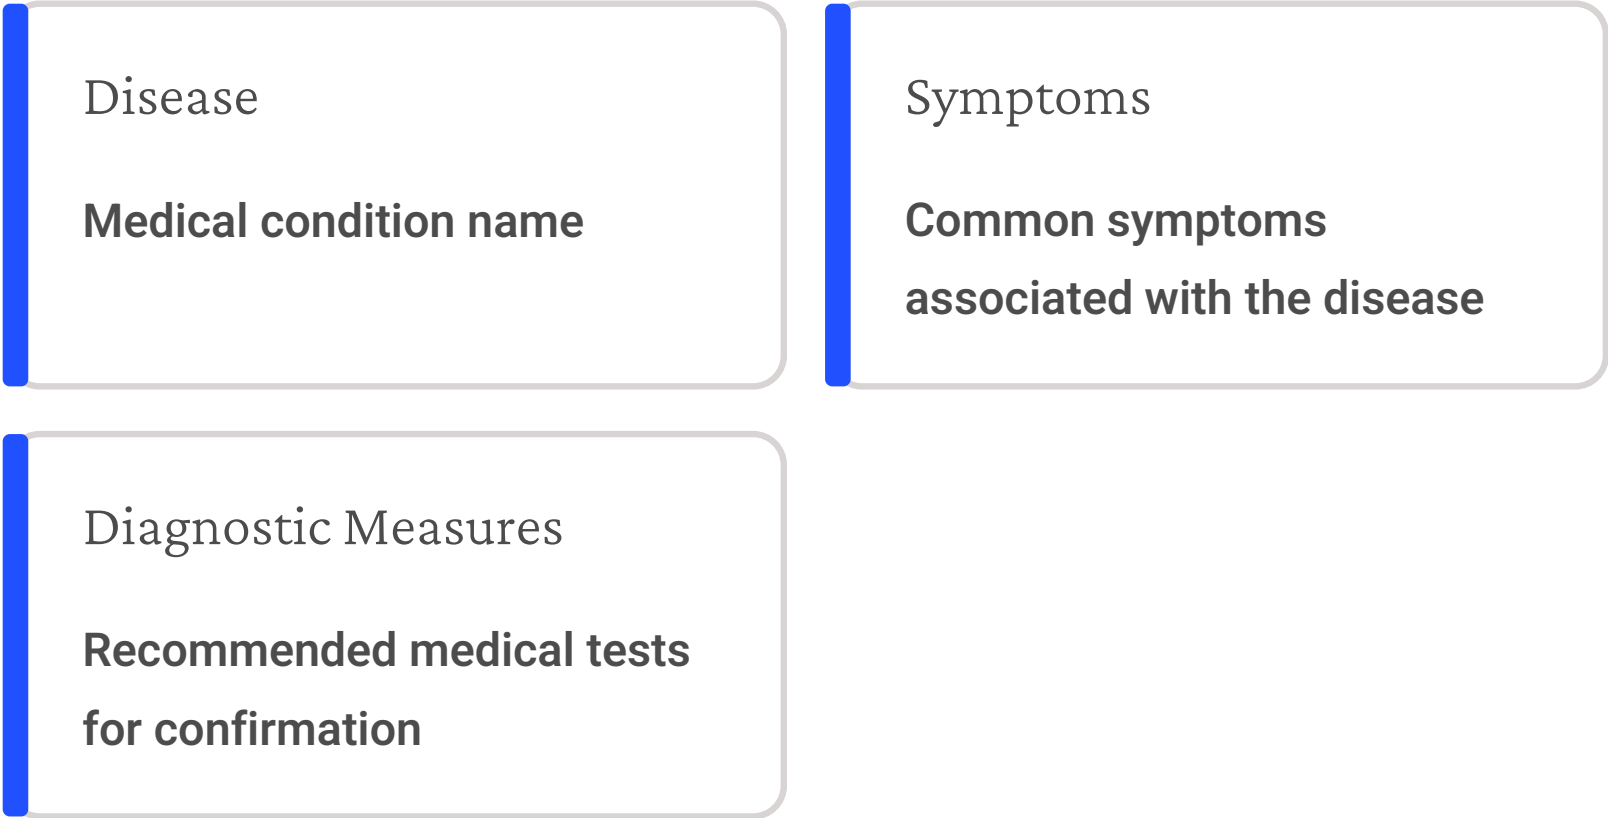 Disease
Medical condition name
Symptoms
Common symptoms
associated with the disease
Diagnostic Measures
Recommended medical tests
for confirmation